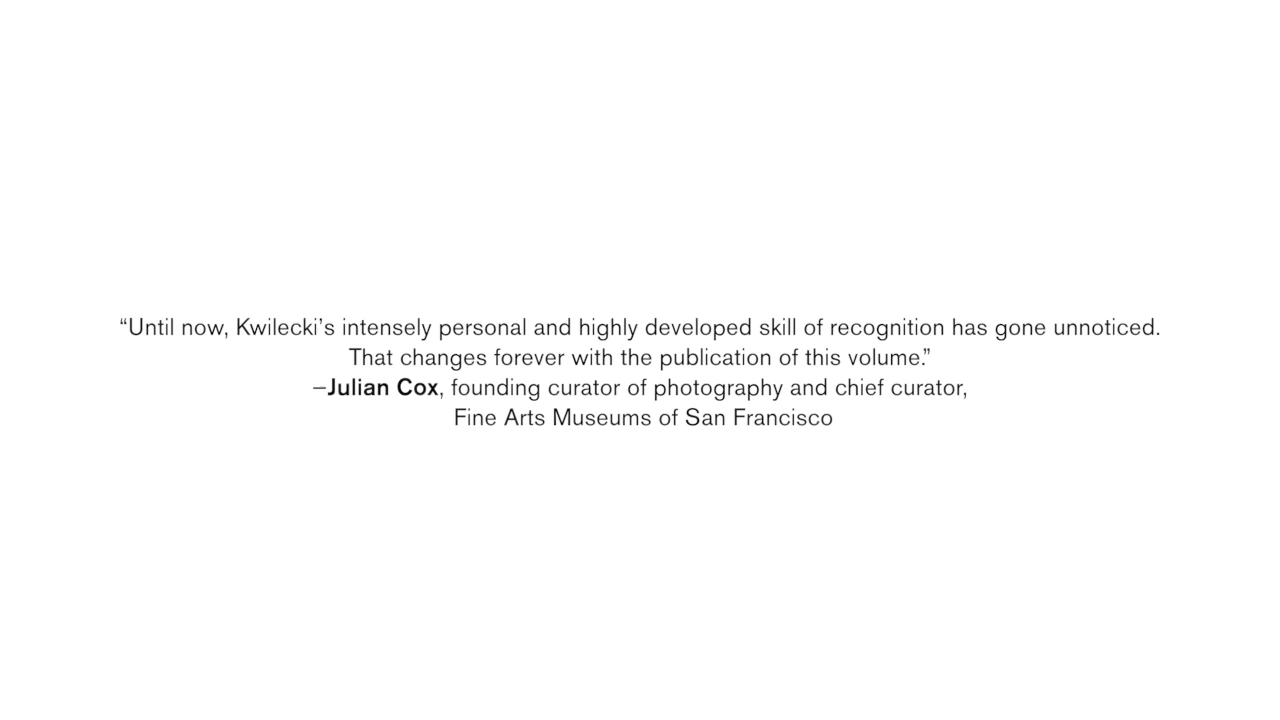 “Until now, Kwilecki’s intensely personal and highly developed skill of recognition has gone unnoticed.
That changes forever with the publication of this volume.”
–Julian Cox, founding curator of photography and chief curator,
Fine Arts Museums of San Francisco